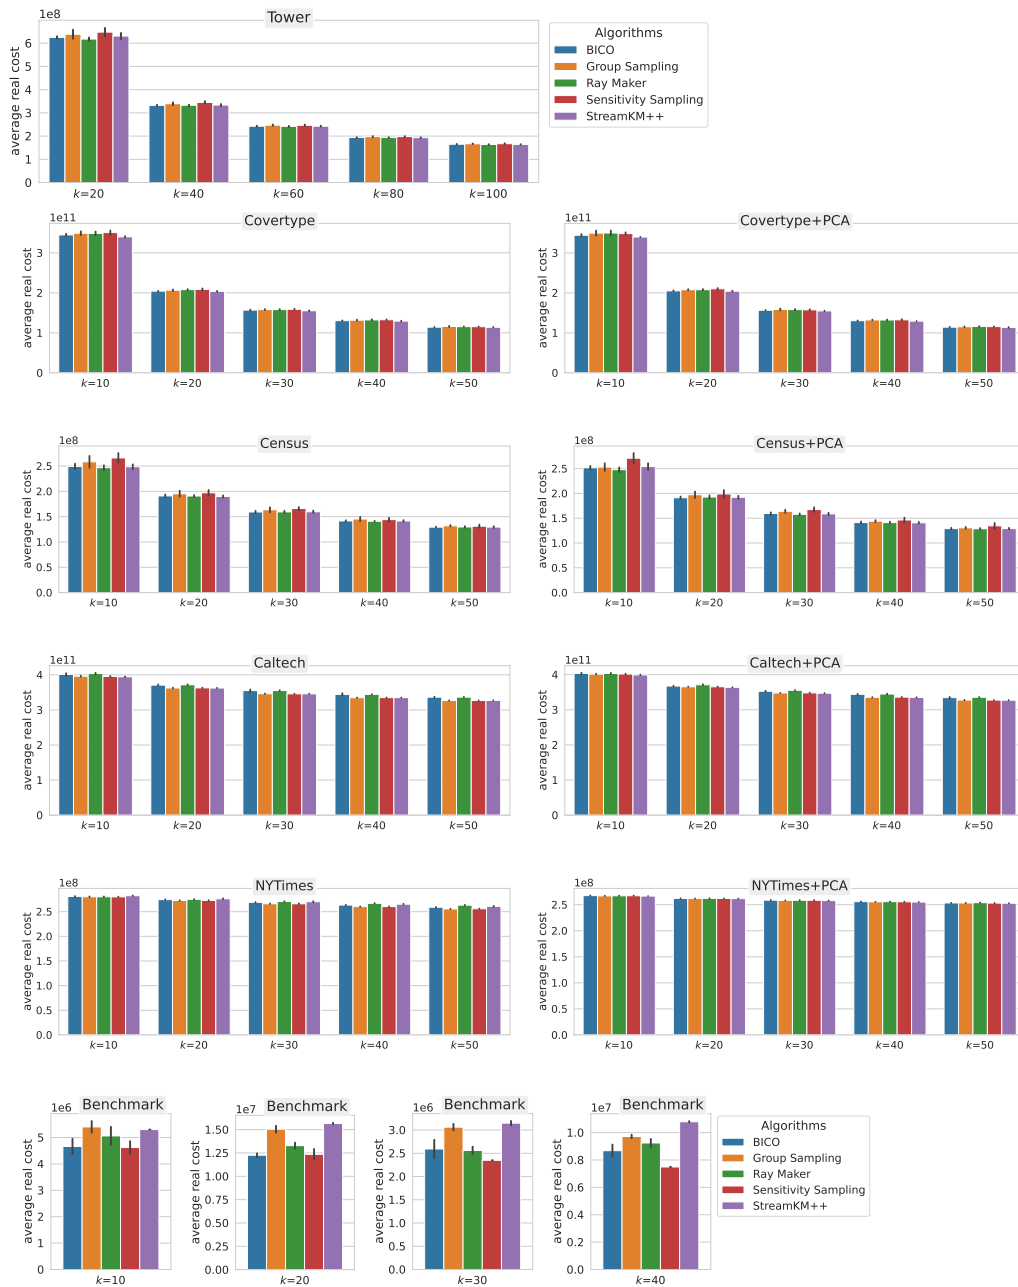 Tower
1e8
average real cost
6
5
4
3
2
1
0
k=20
k=40
k=60
k=80
k=100
Algorithms
BICO
Group Sampling
Ray Maker
Sensitivity Sampling
StreamKM++
Covertype
1e11
average real cost
3
2
1
0
k=10
k=20
k=30
k=40
k=50
Covertype+PCA
1e11
average real cost
3
2
1
0
k=10
k=20
k=30
k=40
k=50
Census
1e8
average real cost
2.5
2.0
1.5
1.0
0.5
0.0
k=10
k=20
k=30
k=40
k=50
Census+PCA
1e8
average real cost
2.5
2.0
1.5
1.0
0.5
0.0
k=10
k=20
k=30
k=40
k=50
Caltech
1e11
average real cost
4
3
2
1
0
k=10
k=20
k=30
k=40
k=50
Caltech+PCA
1e11
average real cost
4
3
2
1
0
k=10
k=20
k=30
k=40
k=50
NYTimes
1e8
average real cost
2.5
2.0
1.5
1.0
0.5
0.0
k=10
k=20
k=30
k=40
k=50
NYTimes+PCA
1e8
average real cost
2.5
2.0
1.5
1.0
0.5
0.0
k=10
k=20
k=30
k=40
k=50
Benchmark
1e6
average real cost
5
4
3
2
1
0
k=10
Benchmark
1e7
average real cost
1.50
1.25
1.00
0.75
0.50
0.25
0.00
k=20
Benchmark
1e6
average real cost
3.0
2.5
2.0
1.5
1.0
0.5
0.0
k=30
Benchmark
1e7
average real cost
1.0
0.8
0.6
0.4
0.2
0.0
k=40
Algorithms
BICO
Group Sampling
Ray Maker
Sensitivity Sampling
StreamKM++